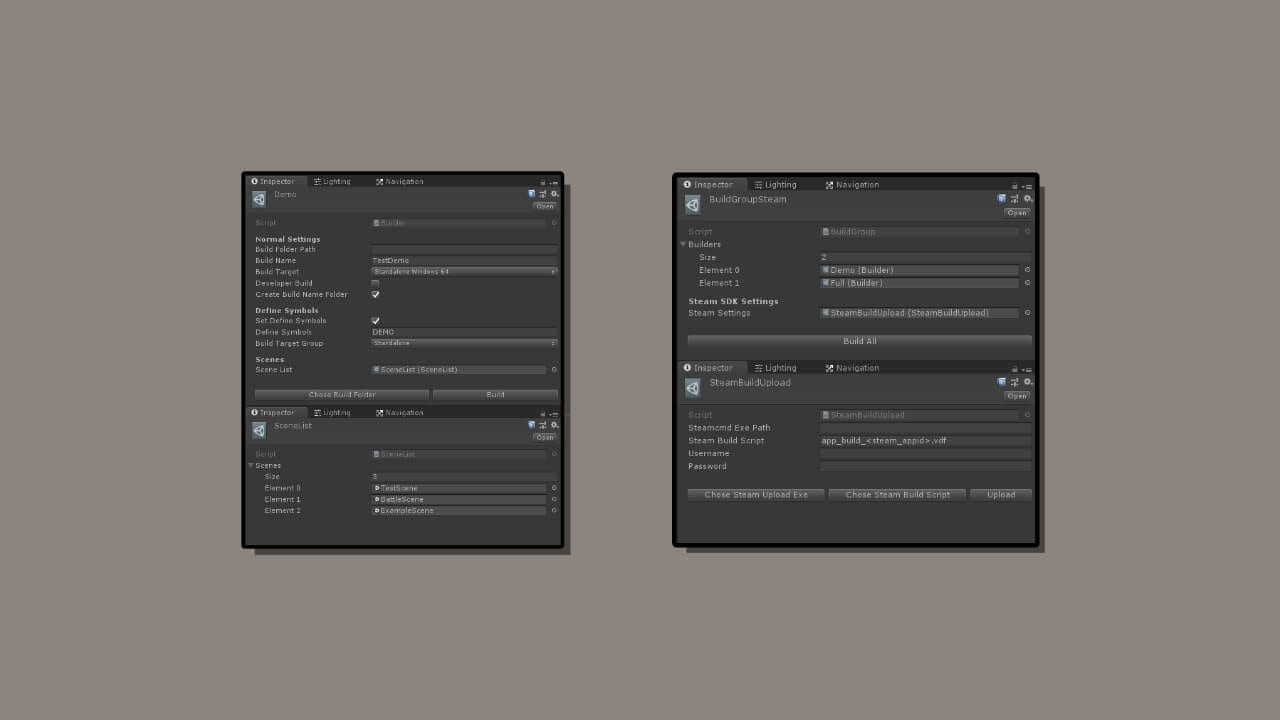 Inspector Lighting Navigation
Demo
Open
Script Builder
Normal Settings
Build Folder Path
Build Name TestDemo
Build Target Standalone Windows 64
Developer Build
Create Build Name Folder
Define Symbols
Set Define Symbols
Define Symbols DEMO
Build Target Group Standalone
Scenes
Scene List SceneList (SceneList)
Chose Build Folder Build
Inspector Lighting Navigation
SceneList
Open
Script SceneList
Scenes
Size 3
Element 0 TestScene
Element 1 BattleScene
Element 2 ExampleScene
Inspector Lighting Navigation
BuildGroupSteam
Open
Script BuildGroup
Builders
Size 2
Element 0 Demo (Builder)
Element 1 Full (Builder)
Steam SDK Settings
Steam Settings SteamBuildUpload (SteamBuildUpload)
Build All
Inspector Lighting Navigation
SteamBuildUpload
Open
Script SteamBuildUpload
Steamcmd Exe Path
Steam Build Script app_build_<steam_appid>.vdf
Username
Password
Chose Steam Upload Exe Chose Steam Build Script Upload